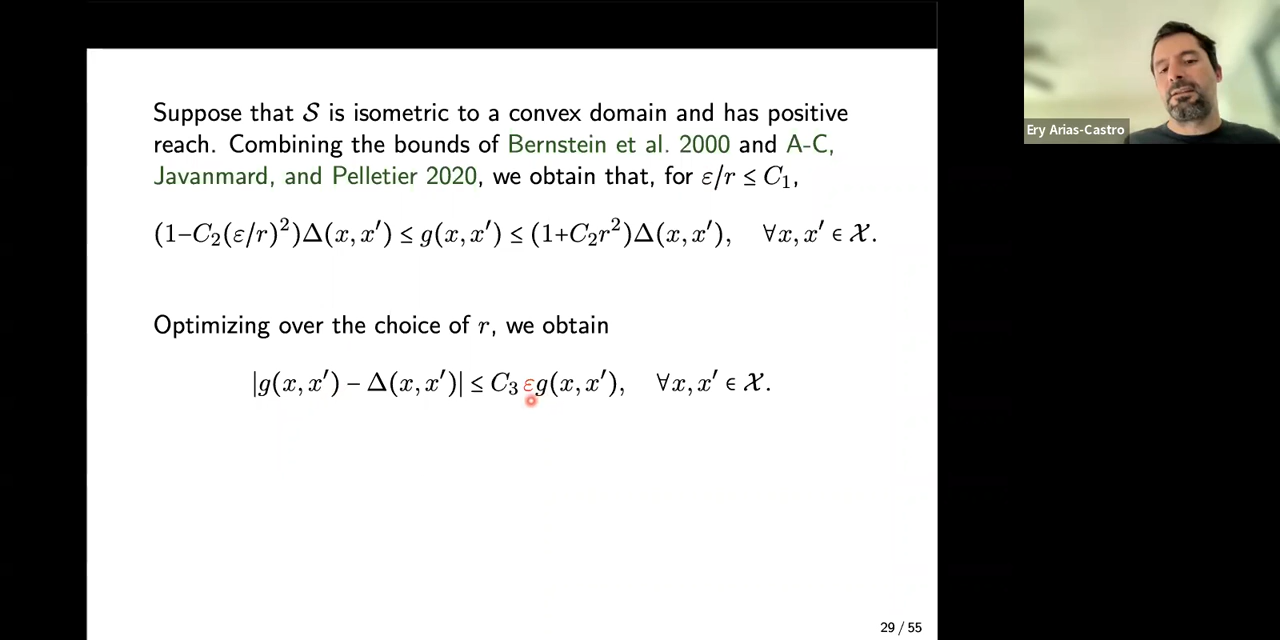 Suppose that 𝒮 is isometric to a convex domain and has positive
reach. Combining the bounds of Bernstein et al. 2000 and A-C,
Javanmard, and Pelletier 2020, we obtain that, for ε/r ≤ C₁,
(1−C₂(ε/r)²)Δ(x, x′) ≤ g(x, x′) ≤ (1+C₂r²)Δ(x, x′), ∀x, x′ ∈ 𝒳.
Optimizing over the choice of r, we obtain
|g(x, x′) − Δ(x, x′)| ≤ C₃ εg(x, x′), ∀x, x′ ∈ 𝒳.
29 / 55
Ery Arias-Castro